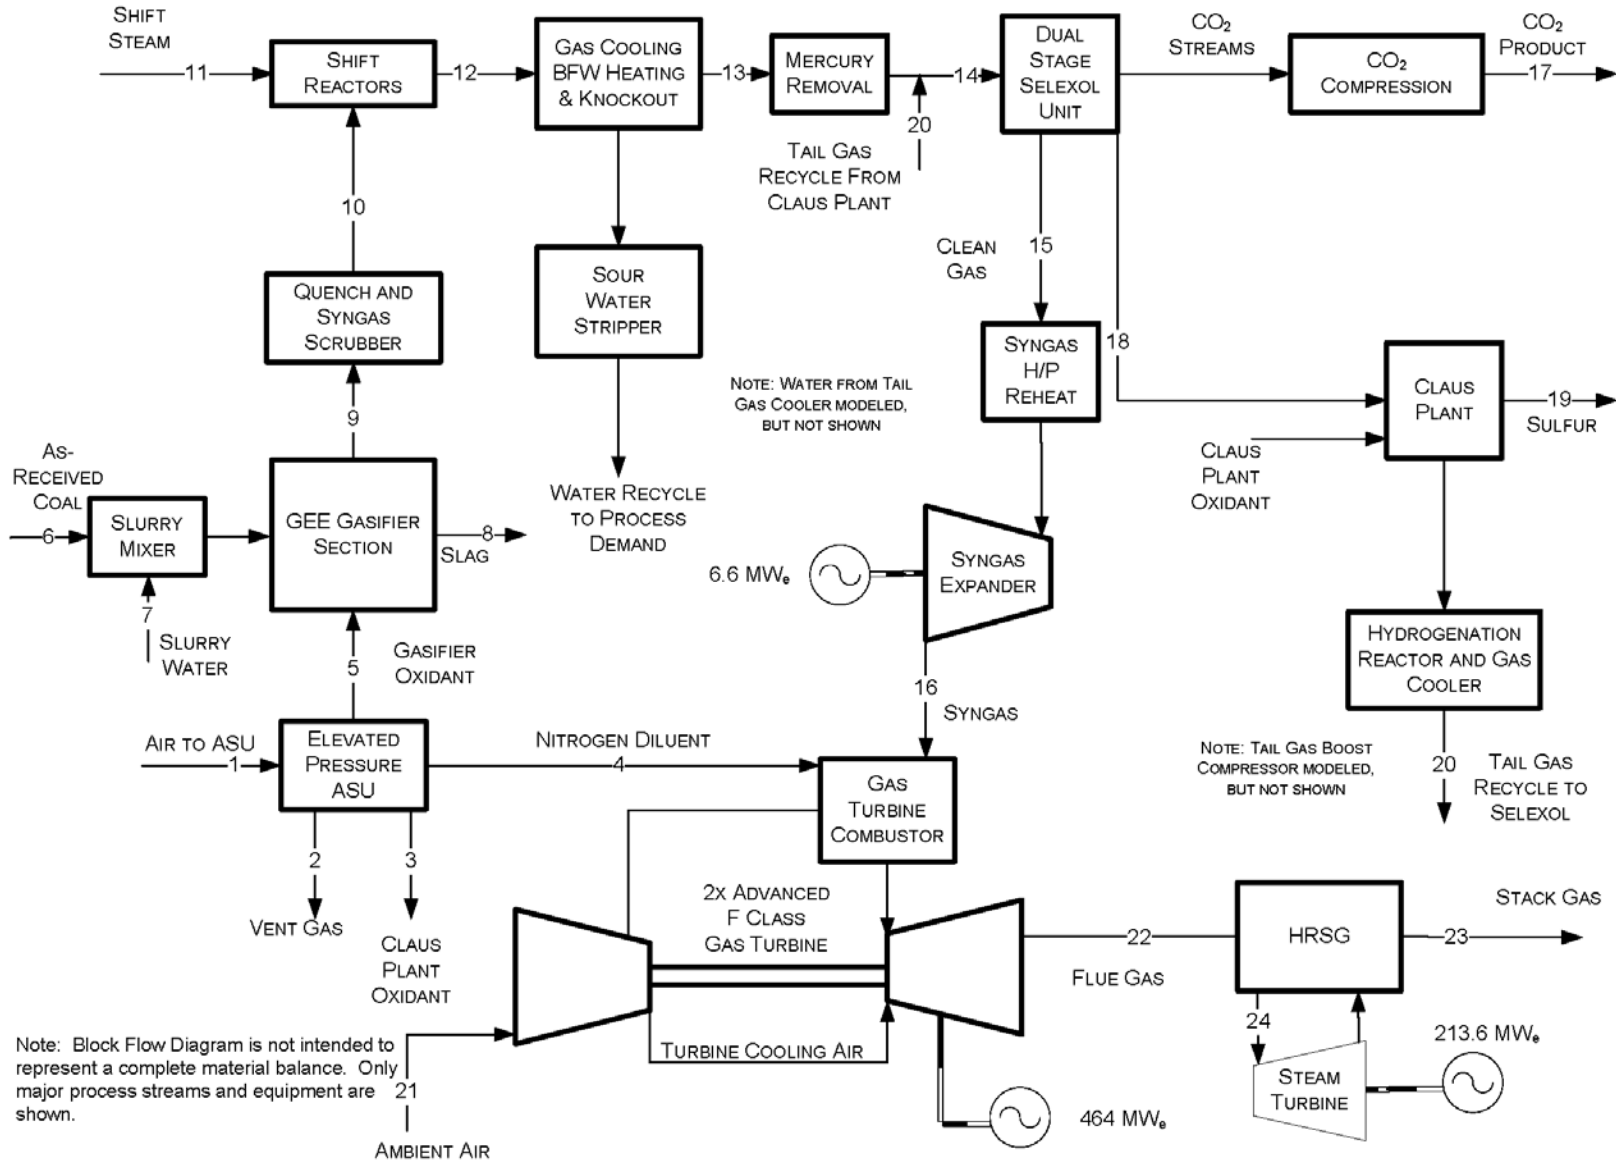 SHIFT
STEAM
11
SHIFT
REACTORS
12
GAS COOLING
BFW HEATING
& KNOCKOUT
13
MERCURY
REMOVAL
14
20
TAIL GAS
RECYCLE FROM
CLAUS PLANT
DUAL
STAGE
SELEXOL
UNIT
CO₂
STREAMS
CO₂
COMPRESSION
CO₂
PRODUCT
17
10
QUENCH AND
SYNGAS
SCRUBBER
9
SOUR
WATER
STRIPPER
WATER RECYCLE
TO PROCESS
DEMAND
CLEAN
GAS
15
SYNGAS
H/P
REHEAT
18
NOTE: WATER FROM TAIL
GAS COOLER MODELED,
BUT NOT SHOWN
CLAUS
PLANT
19
SULFUR
CLAUS
PLANT
OXIDANT
AS-
RECEIVED
COAL
6
SLURRY
MIXER
7
SLURRY
WATER
GEE GASIFIER
SECTION
8
SLAG
5
GASIFIER
OXIDANT
6.6 MWₑ
SYNGAS
EXPANDER
16
SYNGAS
HYDROGENATION
REACTOR AND GAS
COOLER
NOTE: TAIL GAS BOOST
COMPRESSOR MODELED,
BUT NOT SHOWN
20
TAIL GAS
RECYCLE TO
SELEXOL
AIR TO ASU
1
ELEVATED
PRESSURE
ASU
NITROGEN DILUENT
4
GAS
TURBINE
COMBUSTOR
2
VENT GAS
3
CLAUS
PLANT
OXIDANT
2X ADVANCED
F CLASS
GAS TURBINE
22
FLUE GAS
HRSG
STACK GAS
23
24
STEAM
TURBINE
213.6 MWₑ
TURBINE COOLING AIR
464 MWₑ
Note: Block Flow Diagram is not intended to
represent a complete material balance. Only
major process streams and equipment are
shown.
21
AMBIENT AIR